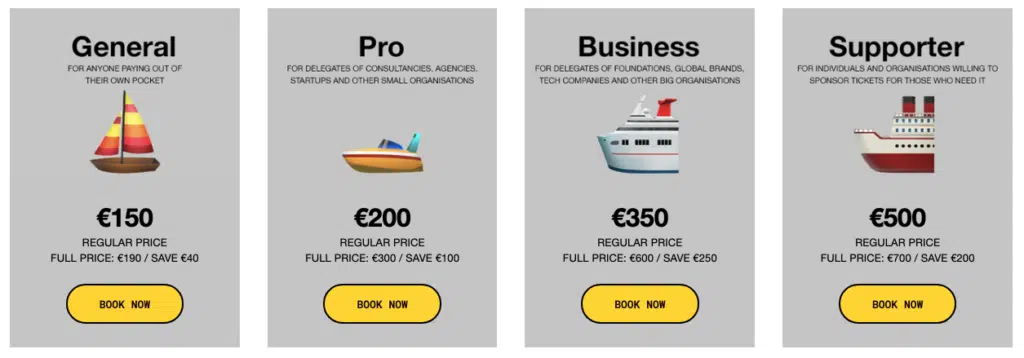 General
FOR ANYONE PAYING OUT OF
THEIR OWN POCKET
€150
REGULAR PRICE
FULL PRICE: €190 / SAVE €40
BOOK NOW
Pro
FOR DELEGATES OF CONSULTANCIES, AGENCIES,
STARTUPS AND OTHER SMALL ORGANISATIONS
€200
REGULAR PRICE
FULL PRICE: €300 / SAVE €100
BOOK NOW
Business
FOR DELEGATES OF FOUNDATIONS, GLOBAL BRANDS,
TECH COMPANIES AND OTHER BIG ORGANISATIONS
€350
REGULAR PRICE
FULL PRICE: €600 / SAVE €250
BOOK NOW
Supporter
FOR INDIVIDUALS AND ORGANISATIONS WILLING TO
SPONSOR TICKETS FOR THOSE WHO NEED IT
€500
REGULAR PRICE
FULL PRICE: €700 / SAVE €200
BOOK NOW